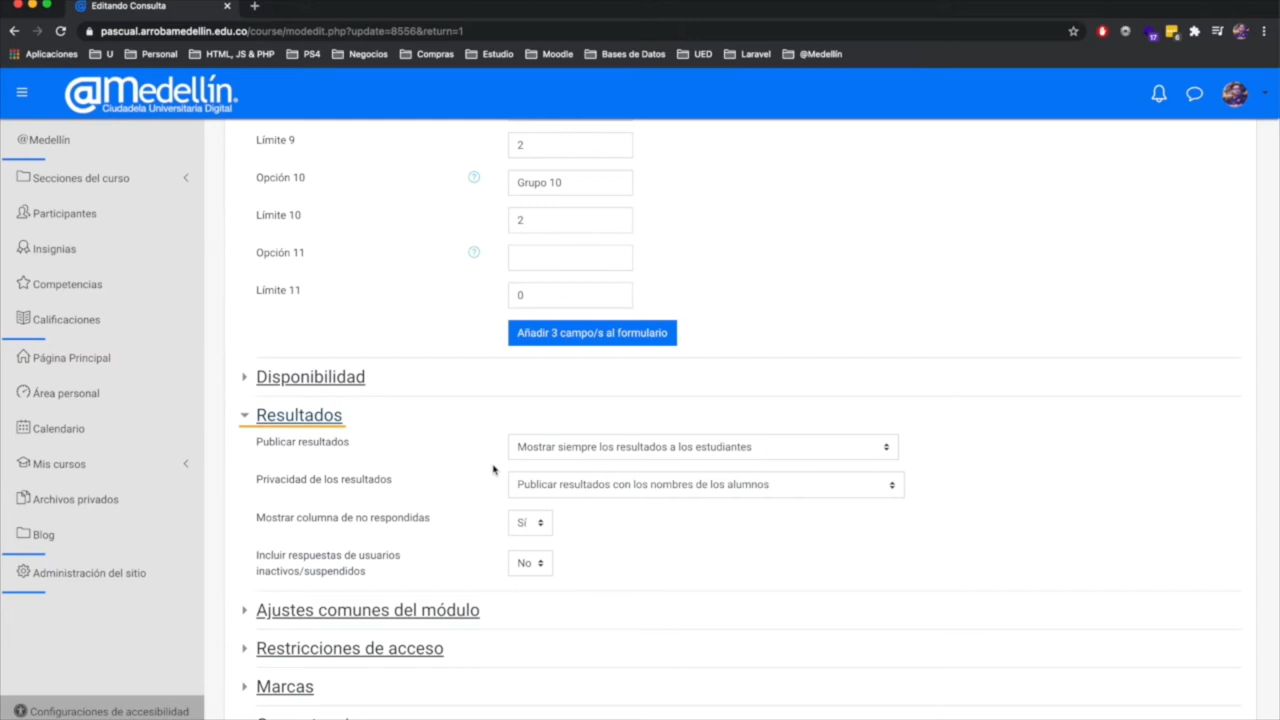 Editando Consulta
pascual.arrobamedellin.edu.co/course/modedit.php?update=8556&return=1
Aplicaciones U Personal HTML, JS & PHP PS4 Negocios Compras Estudio Moodle Bases de Datos UED Laravel @Medellín
@Medellín
Ciudadela Universitaria Digital
@Medellín
Secciones del curso
Participantes
Insignias
Competencias
Calificaciones
Página Principal
Área personal
Calendario
Mis cursos
Archivos privados
Blog
Administración del sitio
Configuraciones de accesibilidad
Límite 9 2
Opción 10 Grupo 10
Límite 10 2
Opción 11
Límite 11 0
Añadir 3 campo/s al formulario
Disponibilidad
Resultados
Publicar resultados Mostrar siempre los resultados a los estudiantes
Privacidad de los resultados Publicar resultados con los nombres de los alumnos
Mostrar columna de no respondidas Sí
Incluir respuestas de usuarios
inactivos/suspendidos No
Ajustes comunes del módulo
Restricciones de acceso
Marcas